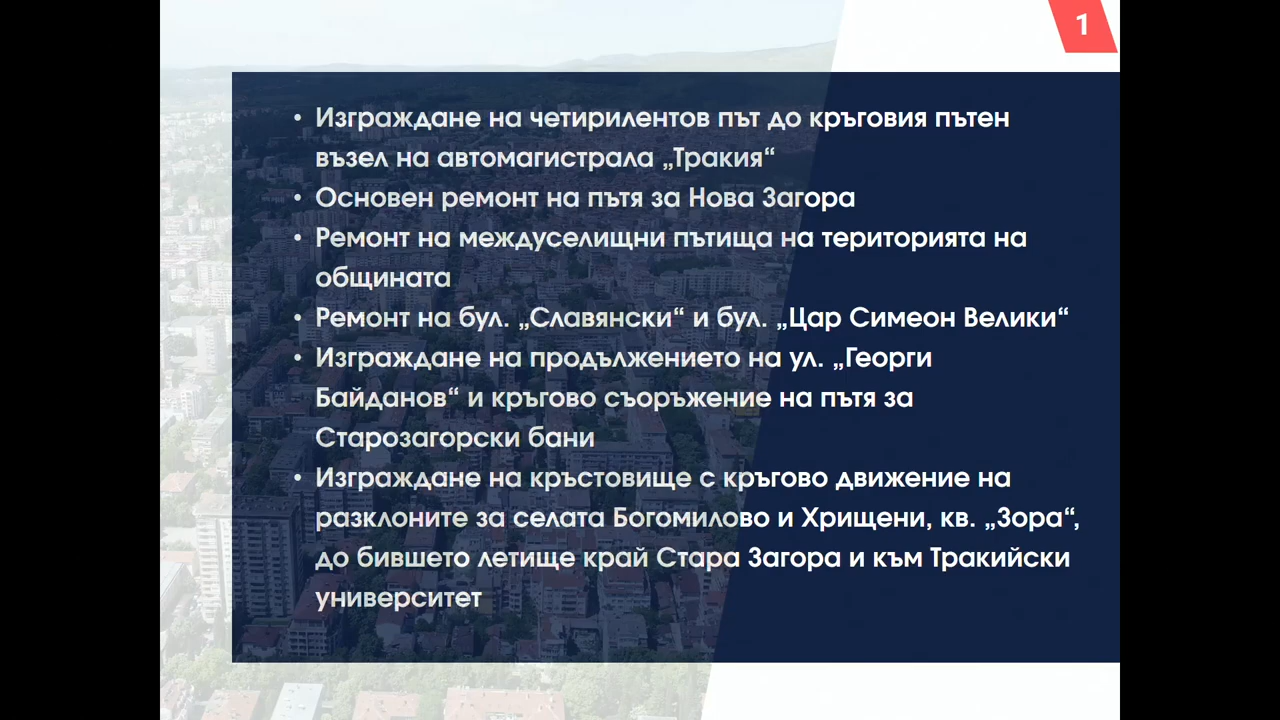 1
• Изграждане на четирилентов път до кръговия пътен
възел на автомагистрала „Тракия“
• Основен ремонт на пътя за Нова Загора
• Ремонт на междуселищни пътища на територията на
общината
• Ремонт на бул. „Славянски“ и бул. „Цар Симеон Велики“
• Изграждане на продължението на ул. „Георги
Байданов“ и кръгово съоръжение на пътя за
Старозагорски бани
• Изграждане на кръстовище с кръгово движение на
разклоните за селата Богомилово и Хрищени, кв. „Зора“,
до бившето летище край Стара Загора и към Тракийски
университет